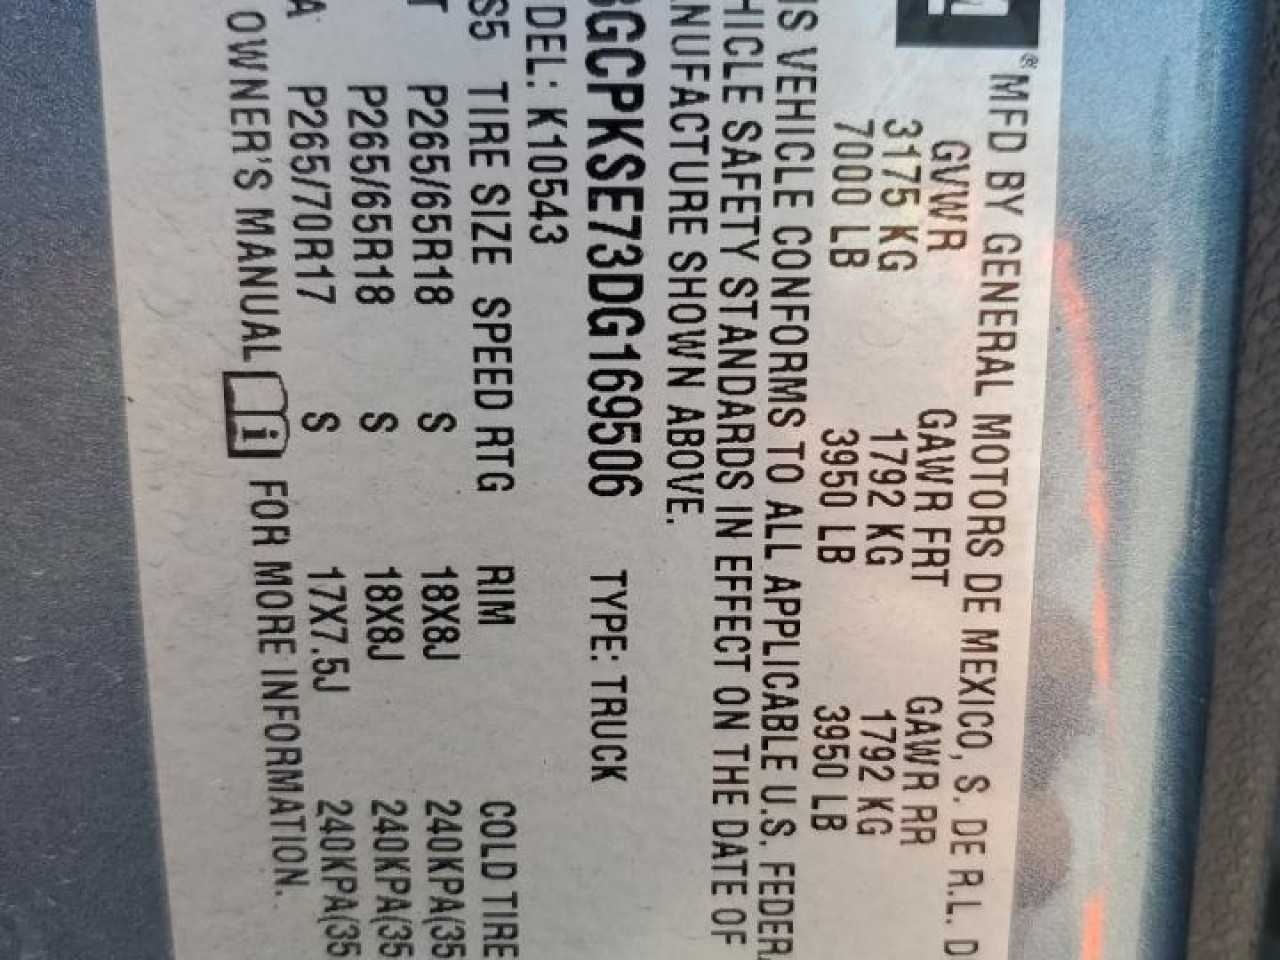 MFD BY GENERAL MOTORS DE MEXICO, S. DE R.L. D
GVWR GAWR FRT GAWR RR
3175 KG 1792 KG 1792 KG
7000 LB 3950 LB 3950 LB
IS VEHICLE CONFORMS TO ALL APPLICABLE U.S. FEDER
HICLE SAFETY STANDARDS IN EFFECT ON THE DATE OF
NUFACTURE SHOWN ABOVE.
GCPKSE73DG169506 TYPE: TRUCK
DEL: K10543
S5 TIRE SIZE SPEED RTG RIM COLD TIRE
T P265/65R18 S 18X8J 240KPA(35
P265/65R18 S 18X8J 240KPA(35
A P265/70R17 S 17X7.5J 240KPA(35
OWNER'S MANUAL i FOR MORE INFORMATION.